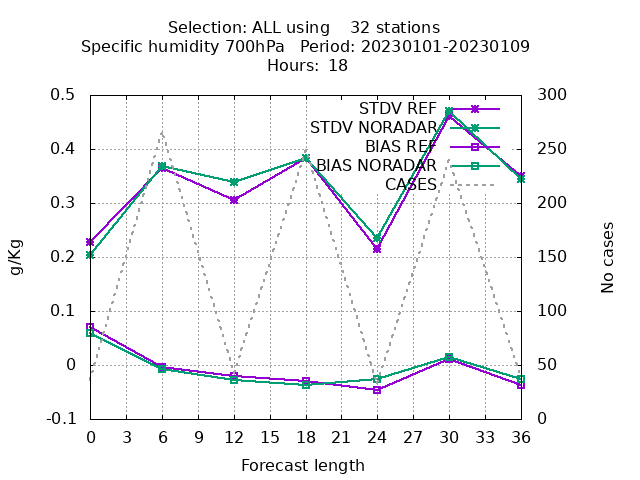 Selection: ALL using    32 stations
Specific humidity 700hPa   Period: 20230101-20230109
Hours:  18
0.5
0.4
0.3
0.2
0.1
0
-0.1
g/Kg
STDV REF
STDV NORADAR
BIAS REF
BIAS NORADAR
CASES
300
250
200
150
100
50
0
No cases
0 3 6 9 12 15 18 21 24 27 30 33 36
Forecast length